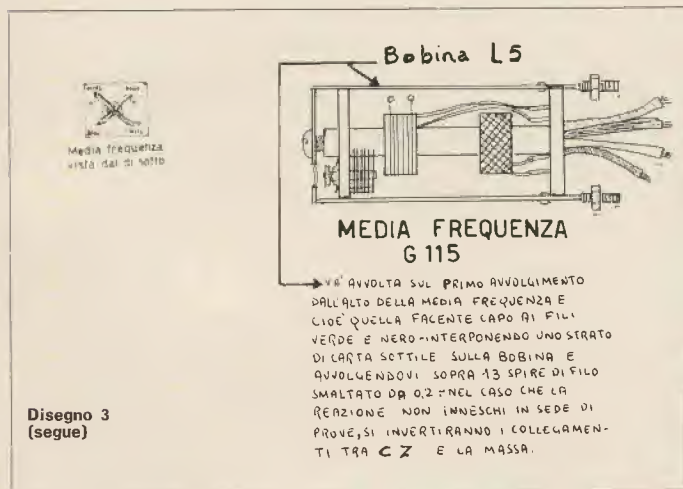 Bobina L5
Media frequenza
vista dal di sotto
MEDIA FREQUENZA
G 115
VA' AVVOLTA SUL PRIMO AVVOLGIMENTO
DALL'ALTO DELLA MEDIA FREQUENZA E
CIOE' QUELLA FACENTE CAPO AI FILI
VERDE E NERO-INTERPONENDO UNO STRATO
DI CARTA SOTTILE SULLA BOBINA E
AVVOLGENDOVI SOPRA 13 SPIRE DI FILO
SMALTATO DA 0,2:-NEL CASO CHE LA
REAZIONE NON INNESCHI IN SEDE DI
PROVE, SI INVERTIRANNO I COLLEGAMEN-
TI TRA CZ E LA MASSA.
Disegno 3
(segue)